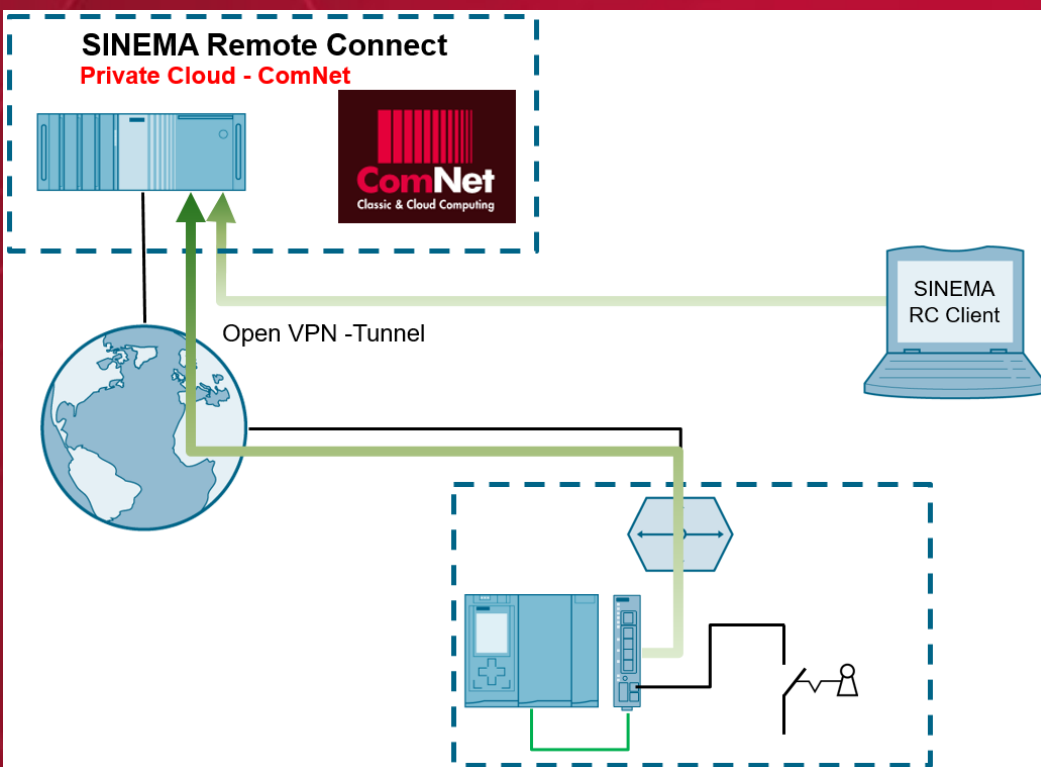 SINEMA Remote Connect
Private Cloud - ComNet
ComNet
Classic & Cloud Computing
SINEMA
RC Client
Open VPN -Tunnel